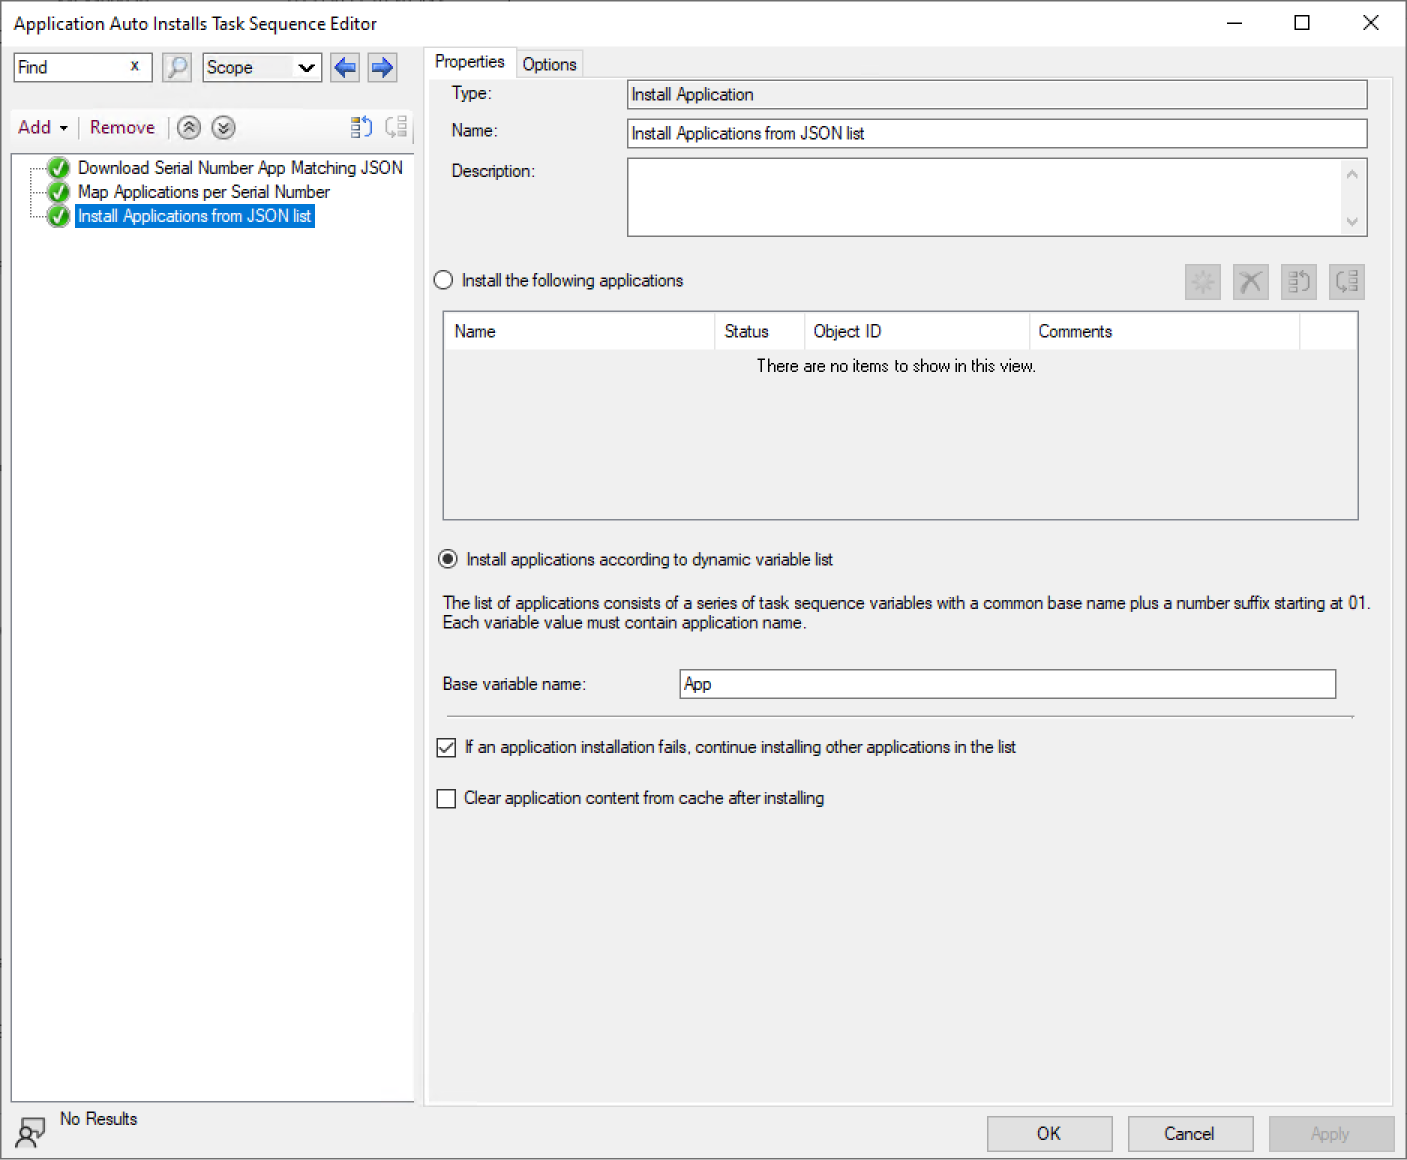 Application Auto Installs Task Sequence Editor
Find x Scope
Add Remove
Download Serial Number App Matching JSON
Map Applications per Serial Number
Install Applications from JSON list
No Results
Properties Options
Type: Install Application
Name: Install Applications from JSON list
Description:
Install the following applications
Name Status Object ID Comments
There are no items to show in this view.
Install applications according to dynamic variable list
The list of applications consists of a series of task sequence variables with a common base name plus a number suffix starting at 01.
Each variable value must contain application name.
Base variable name: App
If an application installation fails, continue installing other applications in the list
Clear application content from cache after installing
OK Cancel Apply